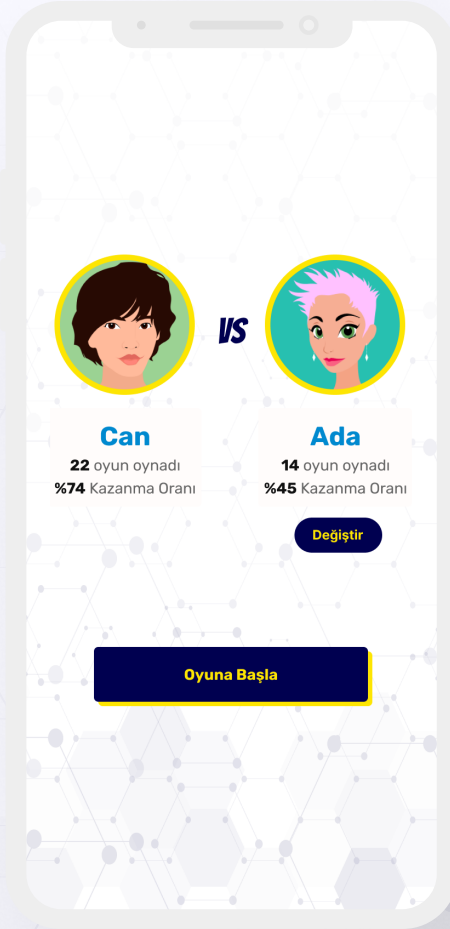 VS
Can
22 oyun oynadı
%74 Kazanma Oranı
Ada
14 oyun oynadı
%45 Kazanma Oranı
Değiştir
Oyuna Başla